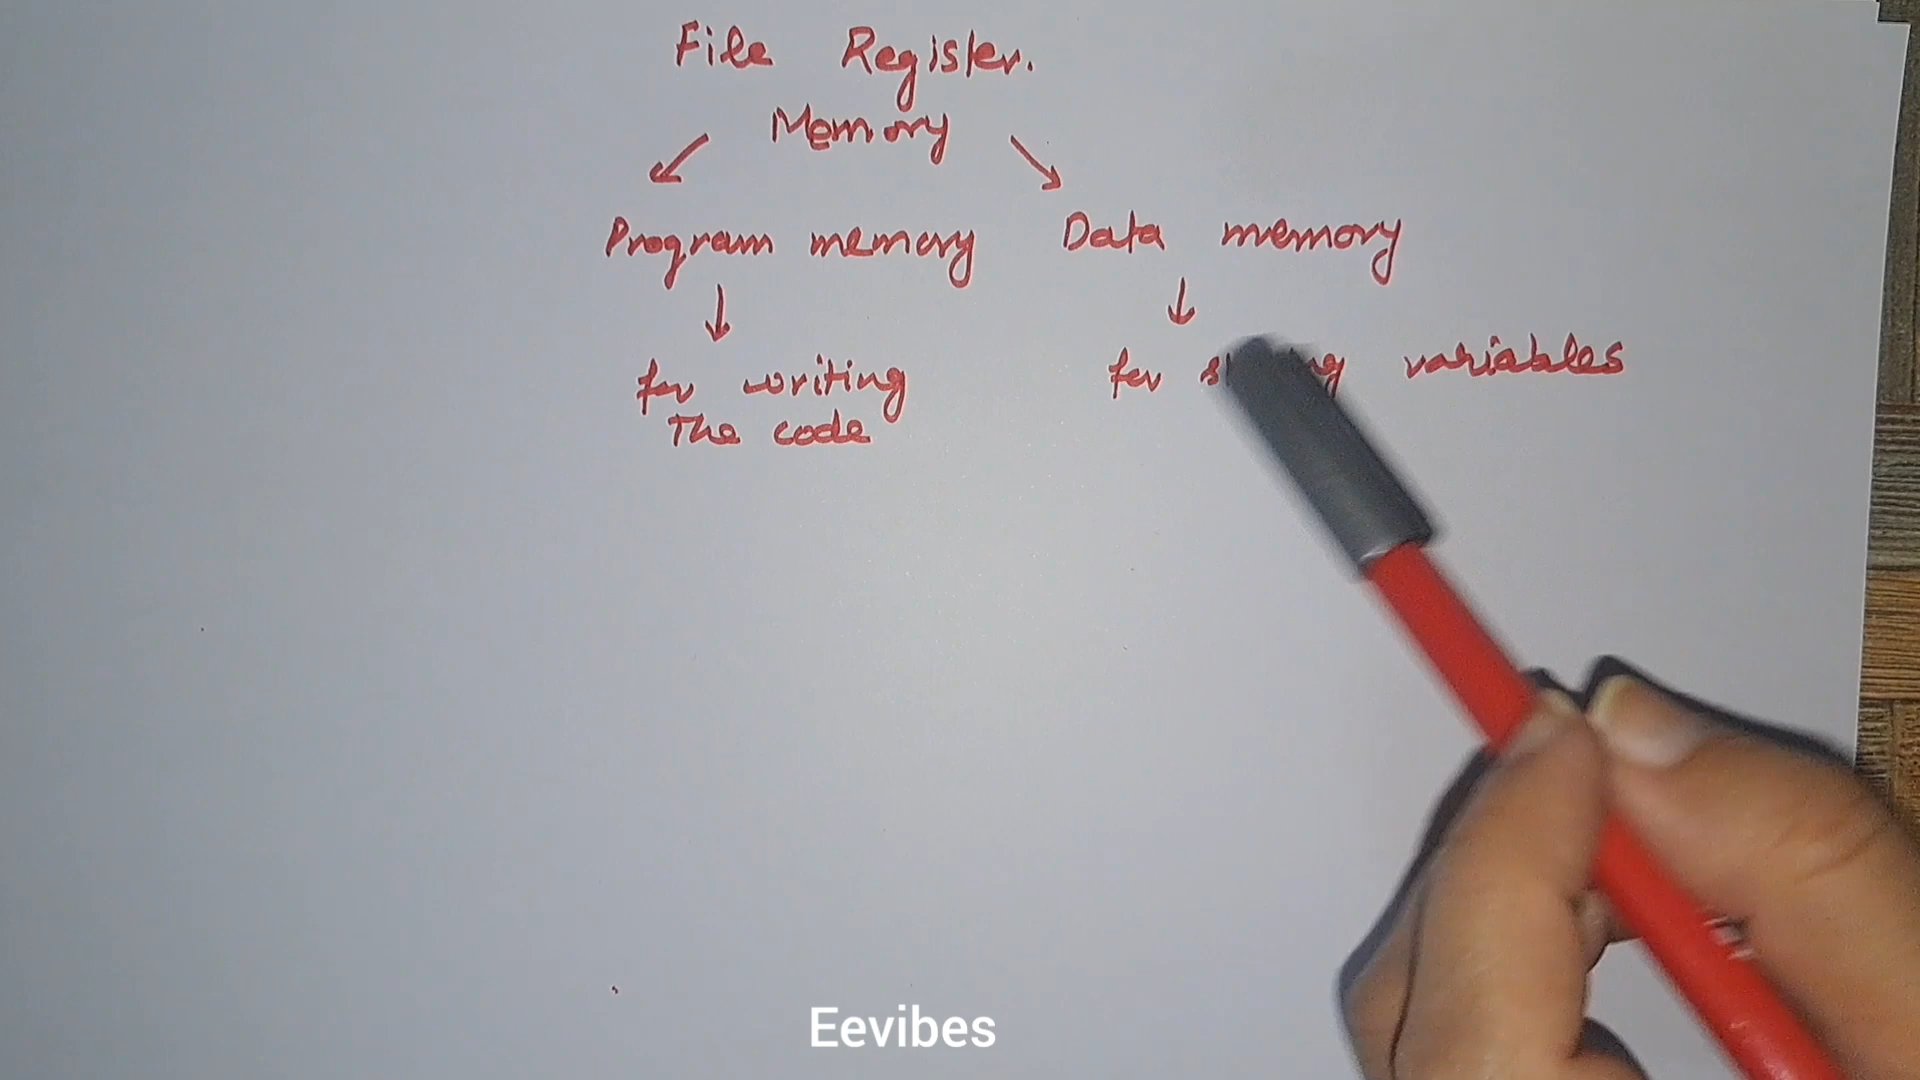 File Register.
Memory
Program memory Data memory
for writing for variables
The code
Eevibes